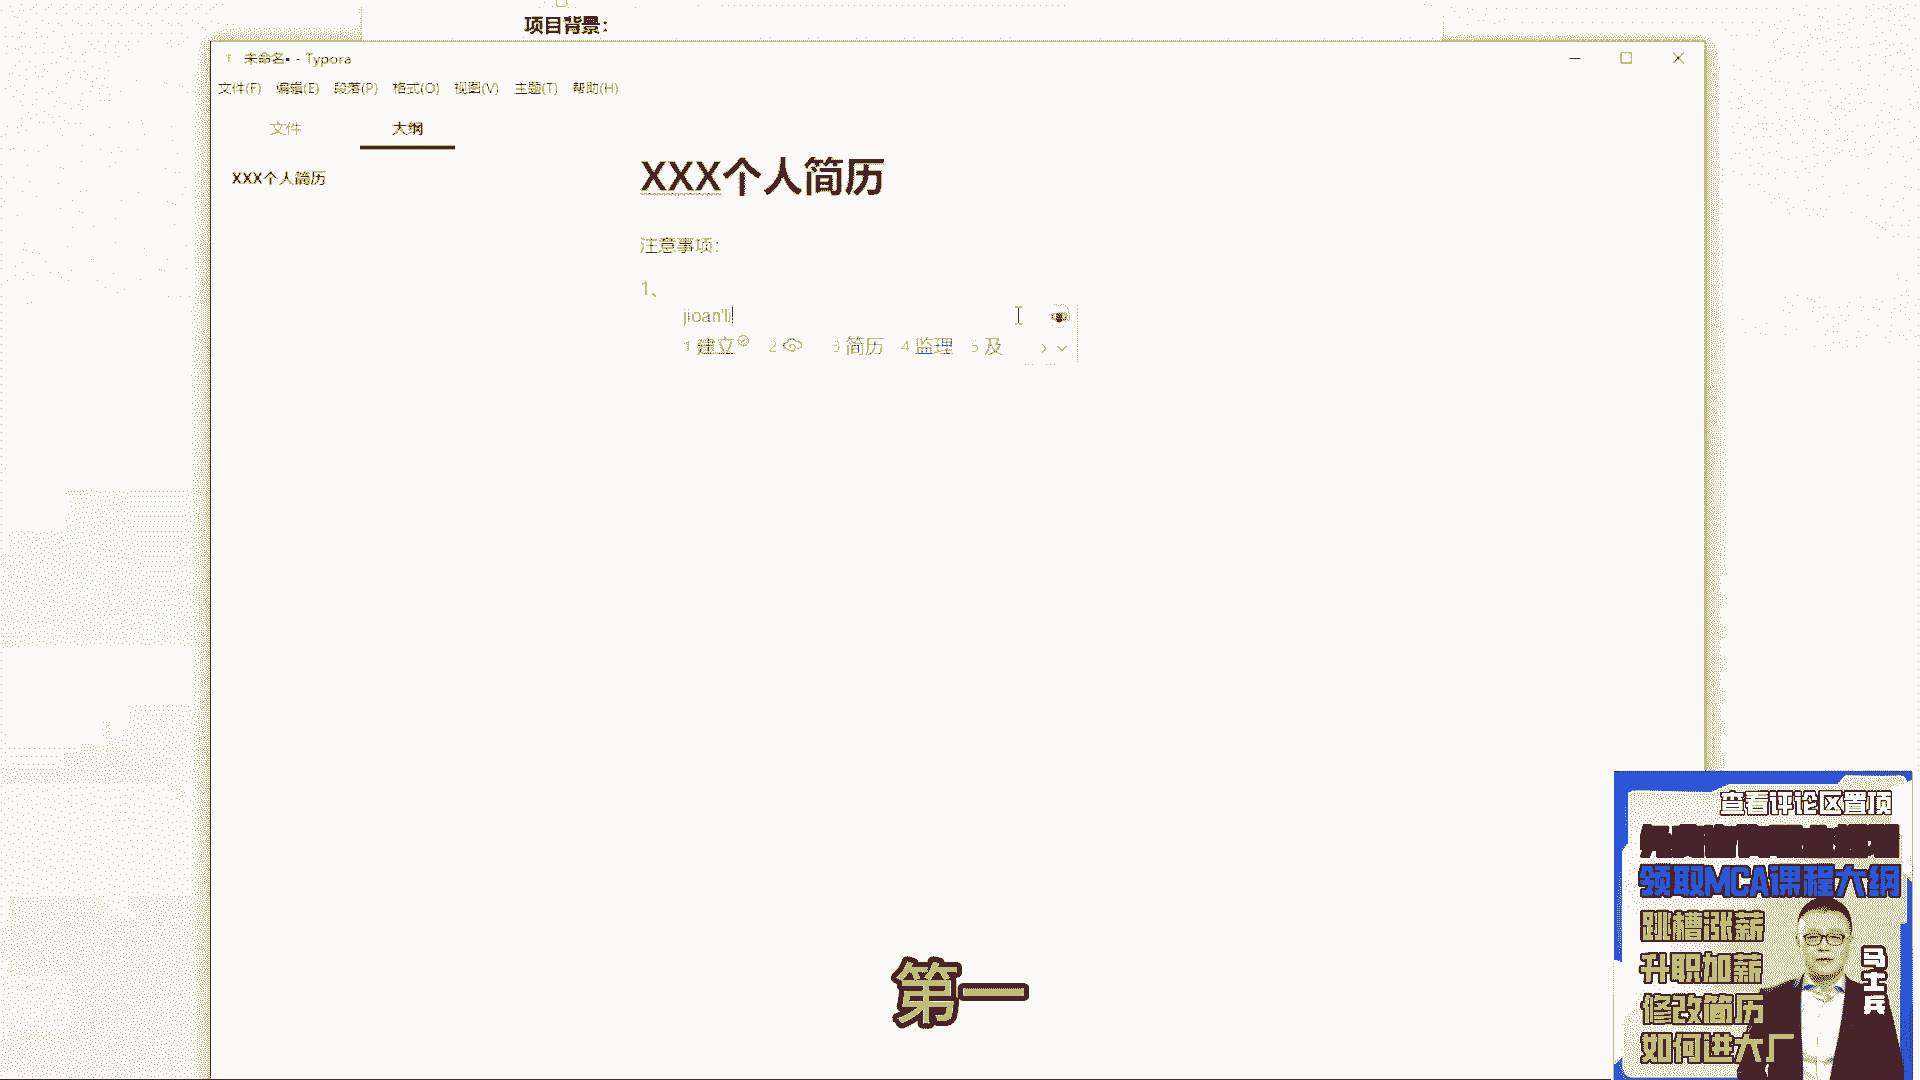 项目背景：
未命名• - Typora
文件(F) 编辑(E) 段落(P) 格式(O) 视图(V) 主题(T) 帮助(H)
文件 大纲
XXX个人简历
XXX个人简历
注意事项：
1、
jioan'li
1 建立 2 3 简历 4 监理 5 及
第一
查看评论区置顶
领取MCA课程大纲
跳槽涨薪
升职加薪
修改简历
如何进大厂
马士兵